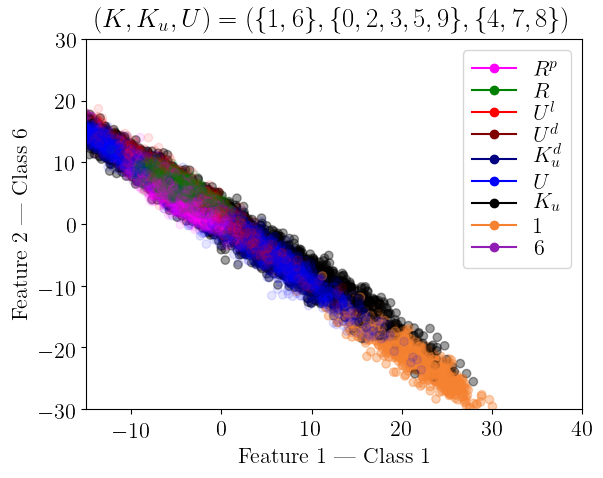 (K, K_u, U) = ({1, 6}, {0, 2, 3, 5, 9}, {4, 7, 8})
30
20
10
0
−10
−20
−30
−10
0
10
20
30
40
Feature 2 — Class 6
Feature 1 — Class 1
R^p
R
U^l
U^d
K_u^d
U
K_u
1
6